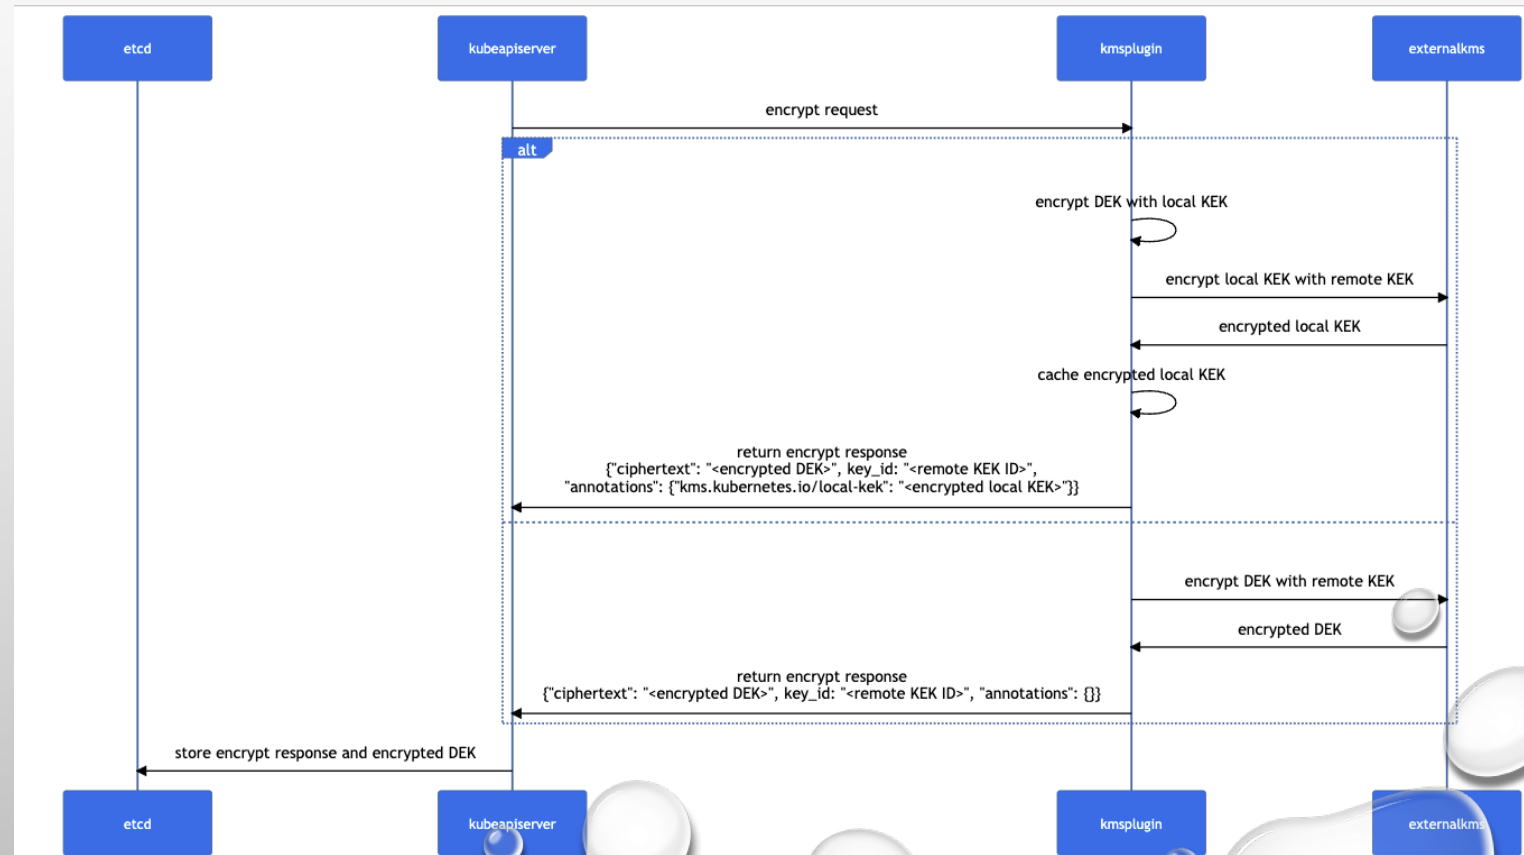 etcd
kubeapiserver
kmsplugin
externalkms
encrypt request
alt
encrypt DEK with local KEK
encrypt local KEK with remote KEK
encrypted local KEK
cache encrypted local KEK
return encrypt response
{"ciphertext": "<encrypted DEK>", key_id: "<remote KEK ID>",
"annotations": {"kms.kubernetes.io/local-kek": "<encrypted local KEK>"}}
encrypt DEK with remote KEK
encrypted DEK
return encrypt response
{"ciphertext": "<encrypted DEK>", key_id: "<remote KEK ID>", "annotations": {}}
store encrypt response and encrypted DEK
etcd
kubeapiserver
kmsplugin
externalkms